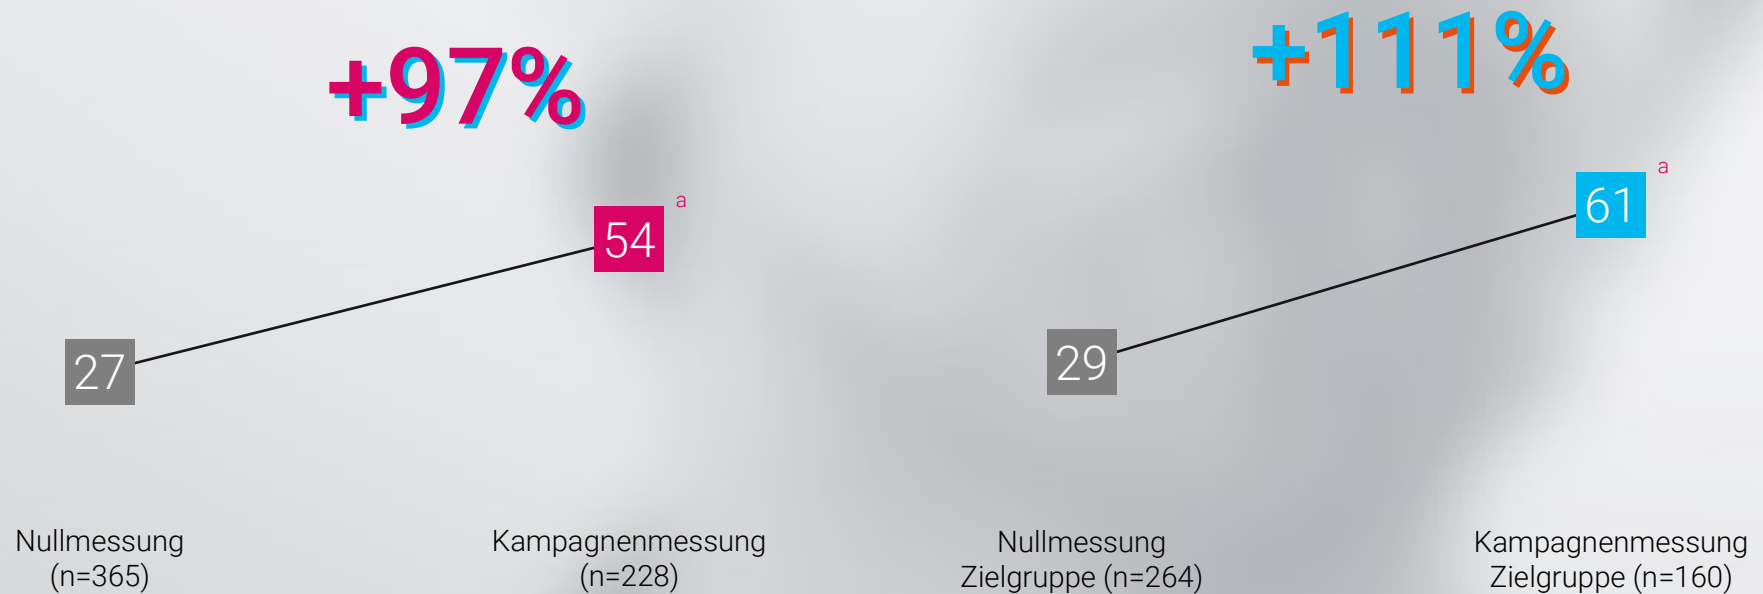 +97%
+111%
a
54
27
a
61
29
Nullmessung
(n=365)
Kampagnenmessung
(n=228)
Nullmessung
Zielgruppe (n=264)
Kampagnenmessung
Zielgruppe (n=160)